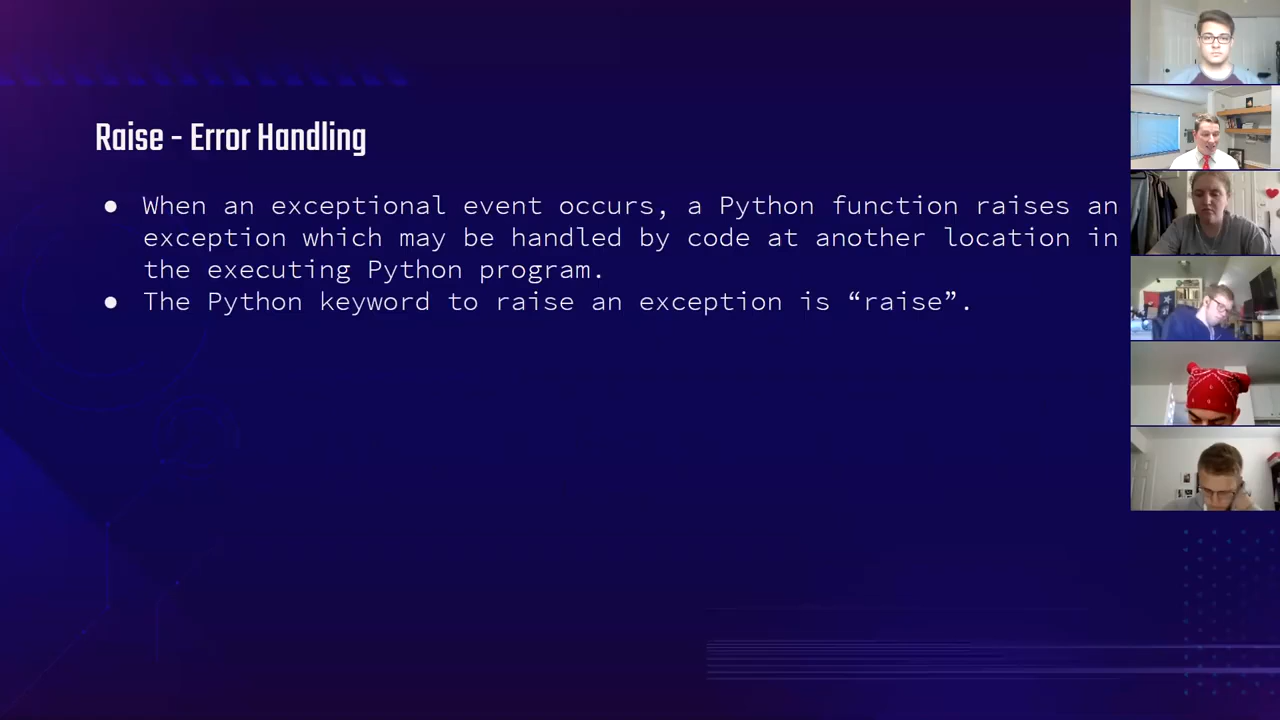 Raise - Error Handling
● When an exceptional event occurs, a Python function raises an
exception which may be handled by code at another location in
the executing Python program.
● The Python keyword to raise an exception is “raise”.